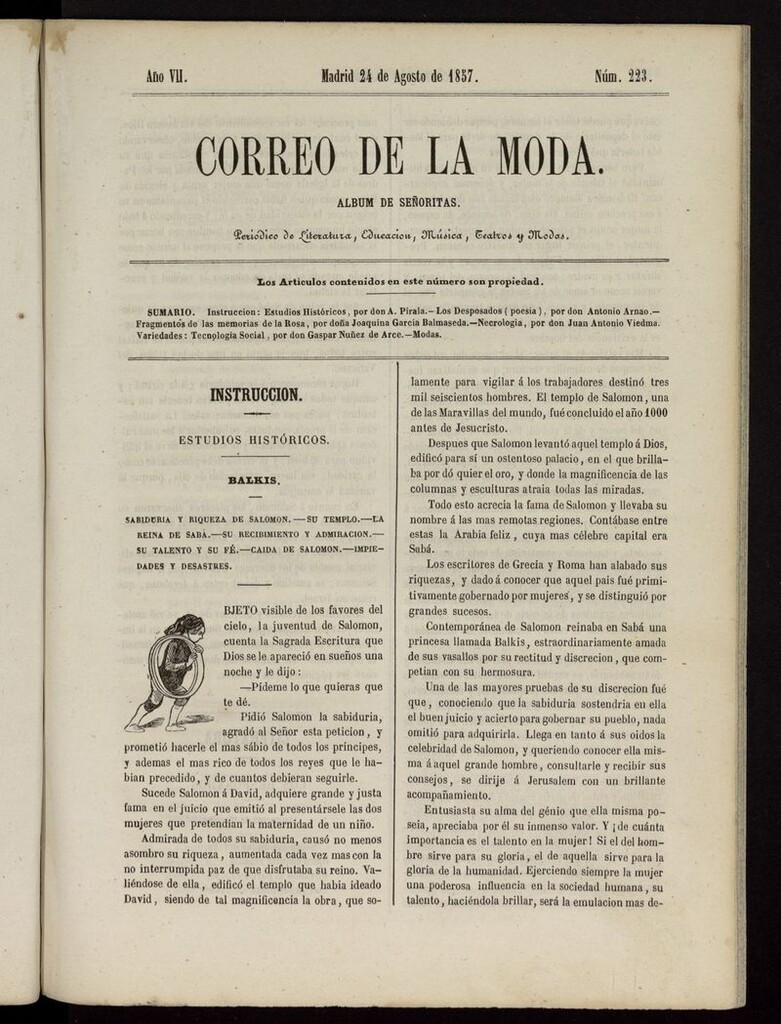 Año VII. Madrid 24 de Agosto de 1857. Núm. 223.
CORREO DE LA MODA.
ALBUM DE SEÑORITAS.
Periódico de Literatura, Educacion, Música, Teatros y Modas.
Los Articulos contenidos en este número son propiedad.
SUMARIO. Instruccion: Estudios Históricos, por don A. Pirala.—Los Desposados (poesia), por don Antonio Arnao.—
Fragmentos de las memorias de la Rosa, por doña Joaquina Garcia Balmaseda.—Necrologia, por don Juan Antonio Viedma.
Variedades: Tecnologia Social, por don Gaspar Nuñez de Arce.—Modas.
INSTRUCCION.
ESTUDIOS HISTÓRICOS.
BALKIS.
SABIDURIA Y RIQUEZA DE SALOMON.—SU TEMPLO.—LA
REINA DE SABÁ.—SU RECIBIMIENTO Y ADMIRACION.—
SU TALENTO Y SU FÉ.—CAIDA DE SALOMON.—IMPIE-
DADES Y DESASTRES.
OBJETO visible de los favores del
cielo, la juventud de Salomon,
cuenta la Sagrada Escritura que
Dios se le apareció en sueños una
noche y le dijo:
—Pídeme lo que quieras que
te dé.
Pidió Salomon la sabiduria,
agradó al Señor esta peticion, y
prometió hacerle el mas sábio de todos los príncipes,
y ademas el mas rico de todos los reyes que le ha-
bian precedido, y de cuantos debieran seguirle.
Sucede Salomon á David, adquiere grande y justa
fama en el juicio que emitió al presentársele las dos
mujeres que pretendian la maternidad de un niño.
Admirada de todos su sabiduria, causó no menos
asombro su riqueza, aumentada cada vez mas con la
no interrumpida paz de que disfrutaba su reino. Va-
liéndose de ella, edificó el templo que habia ideado
David, siendo de tal magnificencia la obra, que so-
lamente para vigilar á los trabajadores destinó tres
mil seiscientos hombres. El templo de Salomon, una
de las Maravillas del mundo, fué concluido el año 1000
antes de Jesucristo.
Despues que Salomon levantó aquel templo á Dios,
edificó para sí un ostentoso palacio, en el que brilla-
ba por dó quier el oro, y donde la magnificencia de las
columnas y esculturas atraia todas las miradas.
Todo esto acrecia la fama de Salomon y llevaba su
nombre á las mas remotas regiones. Contábase entre
estas la Arabia feliz, cuya mas célebre capital era
Sabá.
Los escritores de Grecia y Roma han alabado sus
riquezas, y dado á conocer que aquel pais fué primi-
tivamente gobernado por mujeres, y se distinguió por
grandes sucesos.
Contemporánea de Salomon reinaba en Sabá una
princesa llamada Balkis, estraordinariamente amada
de sus vasallos por su rectitud y discrecion, que com-
petian con su hermosura.
Una de las mayores pruebas de su discrecion fué
que, conociendo que la sabiduria sostendria en ella
el buen juicio y acierto para gobernar su pueblo, nada
omitió para adquirirla. Llega en tanto á sus oidos la
celebridad de Salomon, y queriendo conocer ella mis-
ma á aquel grande hombre, consultarle y recibir sus
consejos, se dirije á Jerusalem con un brillante
acompañamiento.
Entusiasta su alma del génio que ella misma po-
seia, apreciaba por él su inmenso valor. Y ¡de cuánta
importancia es el talento en la mujer! Si el del hom-
bre sirve para su gloria, el de aquella sirve para la
gloria de la humanidad. Ejerciendo siempre la mujer
una poderosa influencia en la sociedad humana, su
talento, haciéndola brillar, será la emulacion mas de-